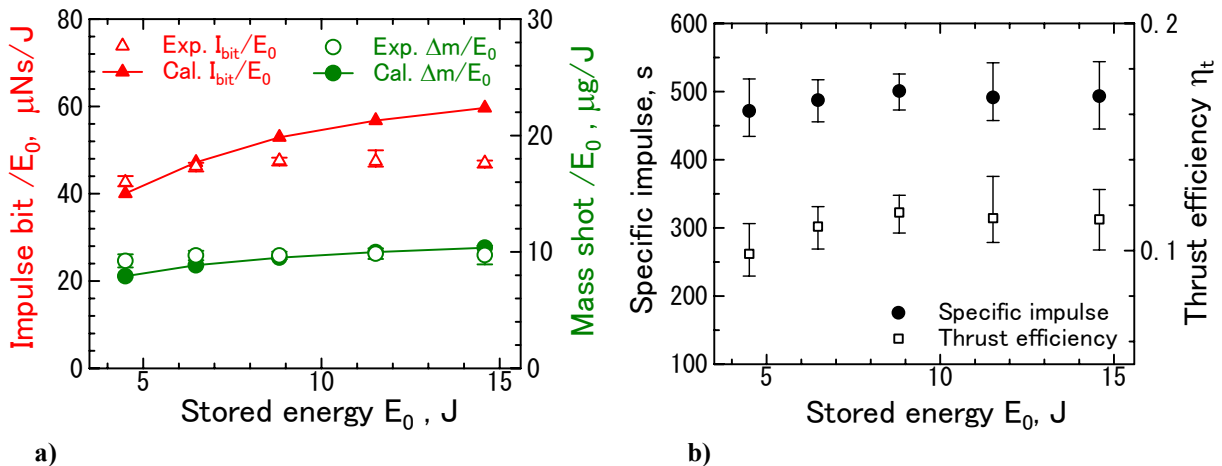 Impulse bit /E₀, μNs/J
80
60
40
20
0
Exp. I_bit/E₀
Cal. I_bit/E₀
Exp. Δm/E₀
Cal. Δm/E₀
30
20
10
0
Mass shot /E₀ , μg/J
5 10 15
Stored energy E₀ , J
a)
Specific impulse, s
600
500
400
300
200
100
Specific impulse
Thrust efficiency
0.2
0.1
Thrust efficiency ηₜ
5 10 15
Stored energy E₀, J
b)